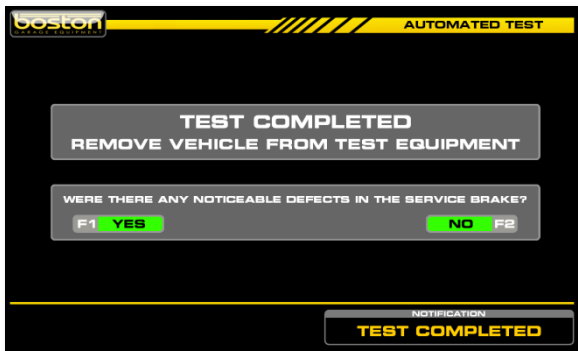 boston
GARAGE EQUIPMENT
AUTOMATED TEST
TEST COMPLETED
REMOVE VEHICLE FROM TEST EQUIPMENT
WERE THERE ANY NOTICEABLE DEFECTS IN THE SERVICE BRAKE?
F1 YES NO F2
NOTIFICATION
TEST COMPLETED